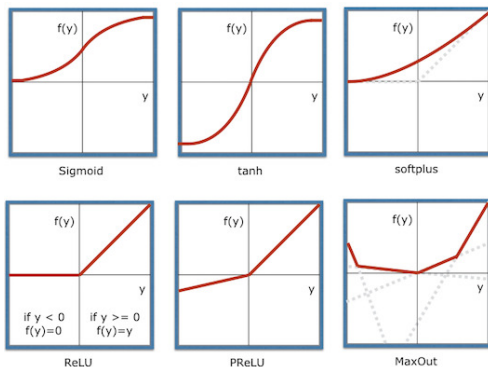 f(y)
y
Sigmoid
f(y)
y
tanh
f(y)
y
softplus
f(y)
y
if y < 0
f(y)=0
if y >= 0
f(y)=y
ReLU
f(y)
y
PReLU
f(y)
y
MaxOut